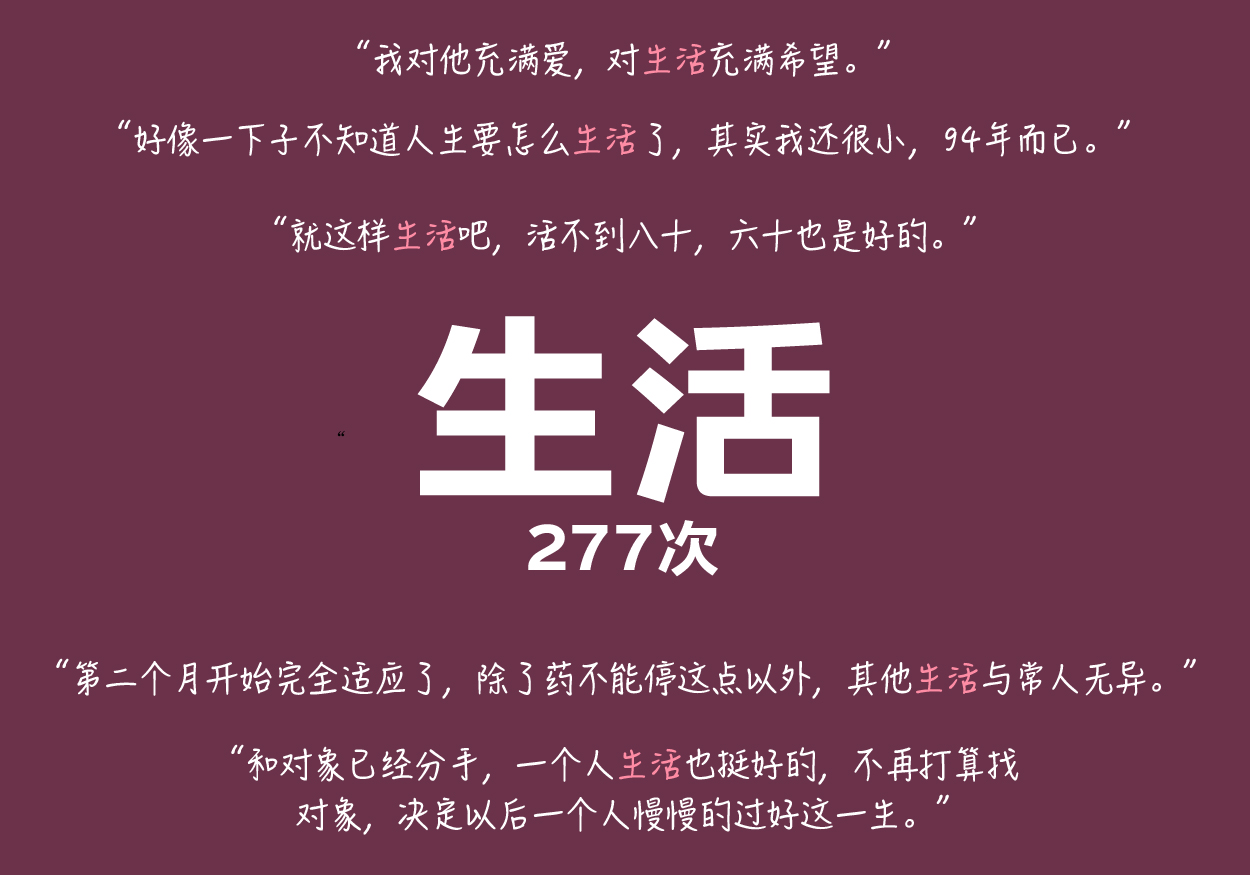 “我对他充满爱，对生活充满希望。”
“好像一下子不知道人生要怎么生活了，其实我还很小，94年而已。”
“就这样生活吧，活不到八十，六十也是好的。”
生活
“
277次
“第二个月开始完全适应了，除了药不能停这点以外，其他生活与常人无异。”
“和对象已经分手，一个人生活也挺好的，不再打算找
对象，决定以后一个人慢慢的过好这一生。”